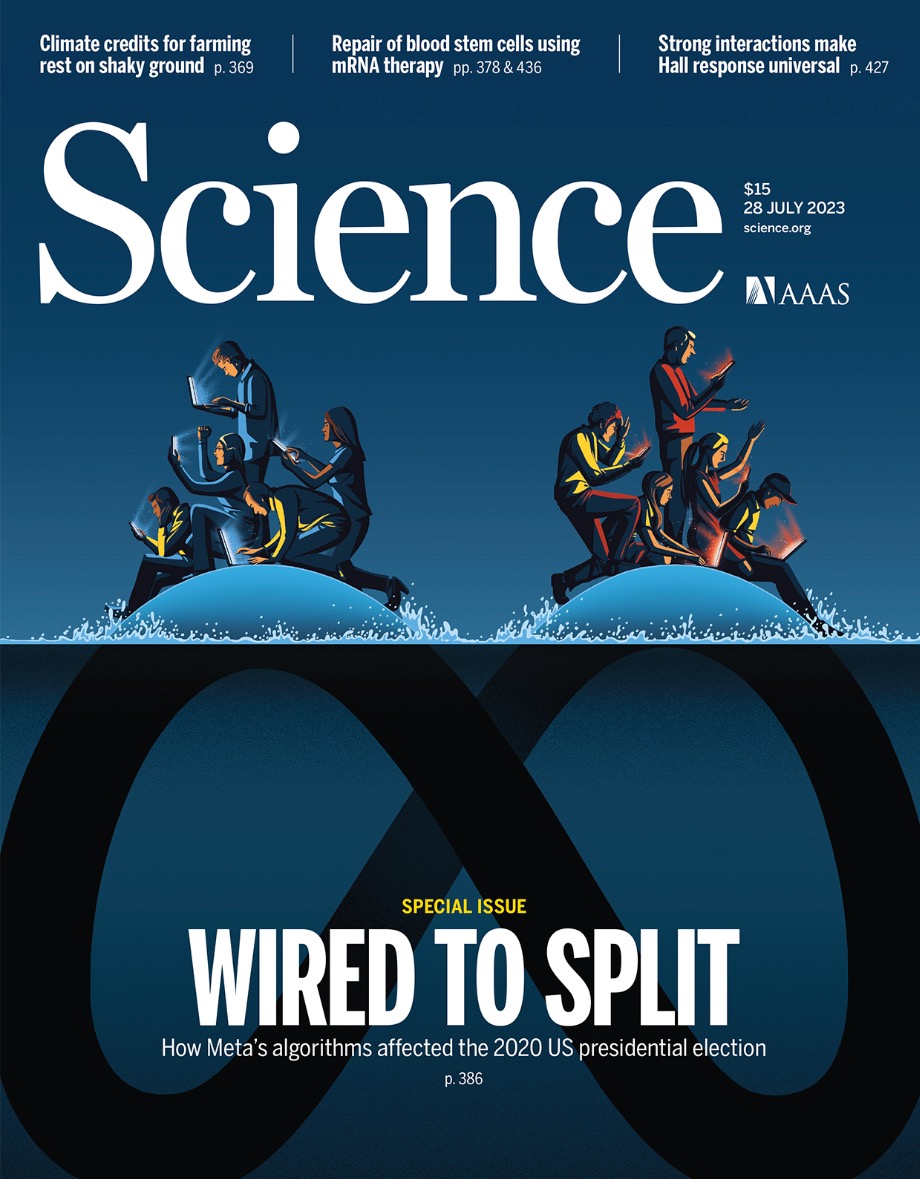 Climate credits for farming
rest on shaky ground p. 369
Repair of blood stem cells using
mRNA therapy pp. 378 & 436
Strong interactions make
Hall response universal p. 427
Science
$15
28 JULY 2023
science.org
AAAS
SPECIAL ISSUE
WIRED TO SPLIT
How Meta's algorithms affected the 2020 US presidential election
p. 386